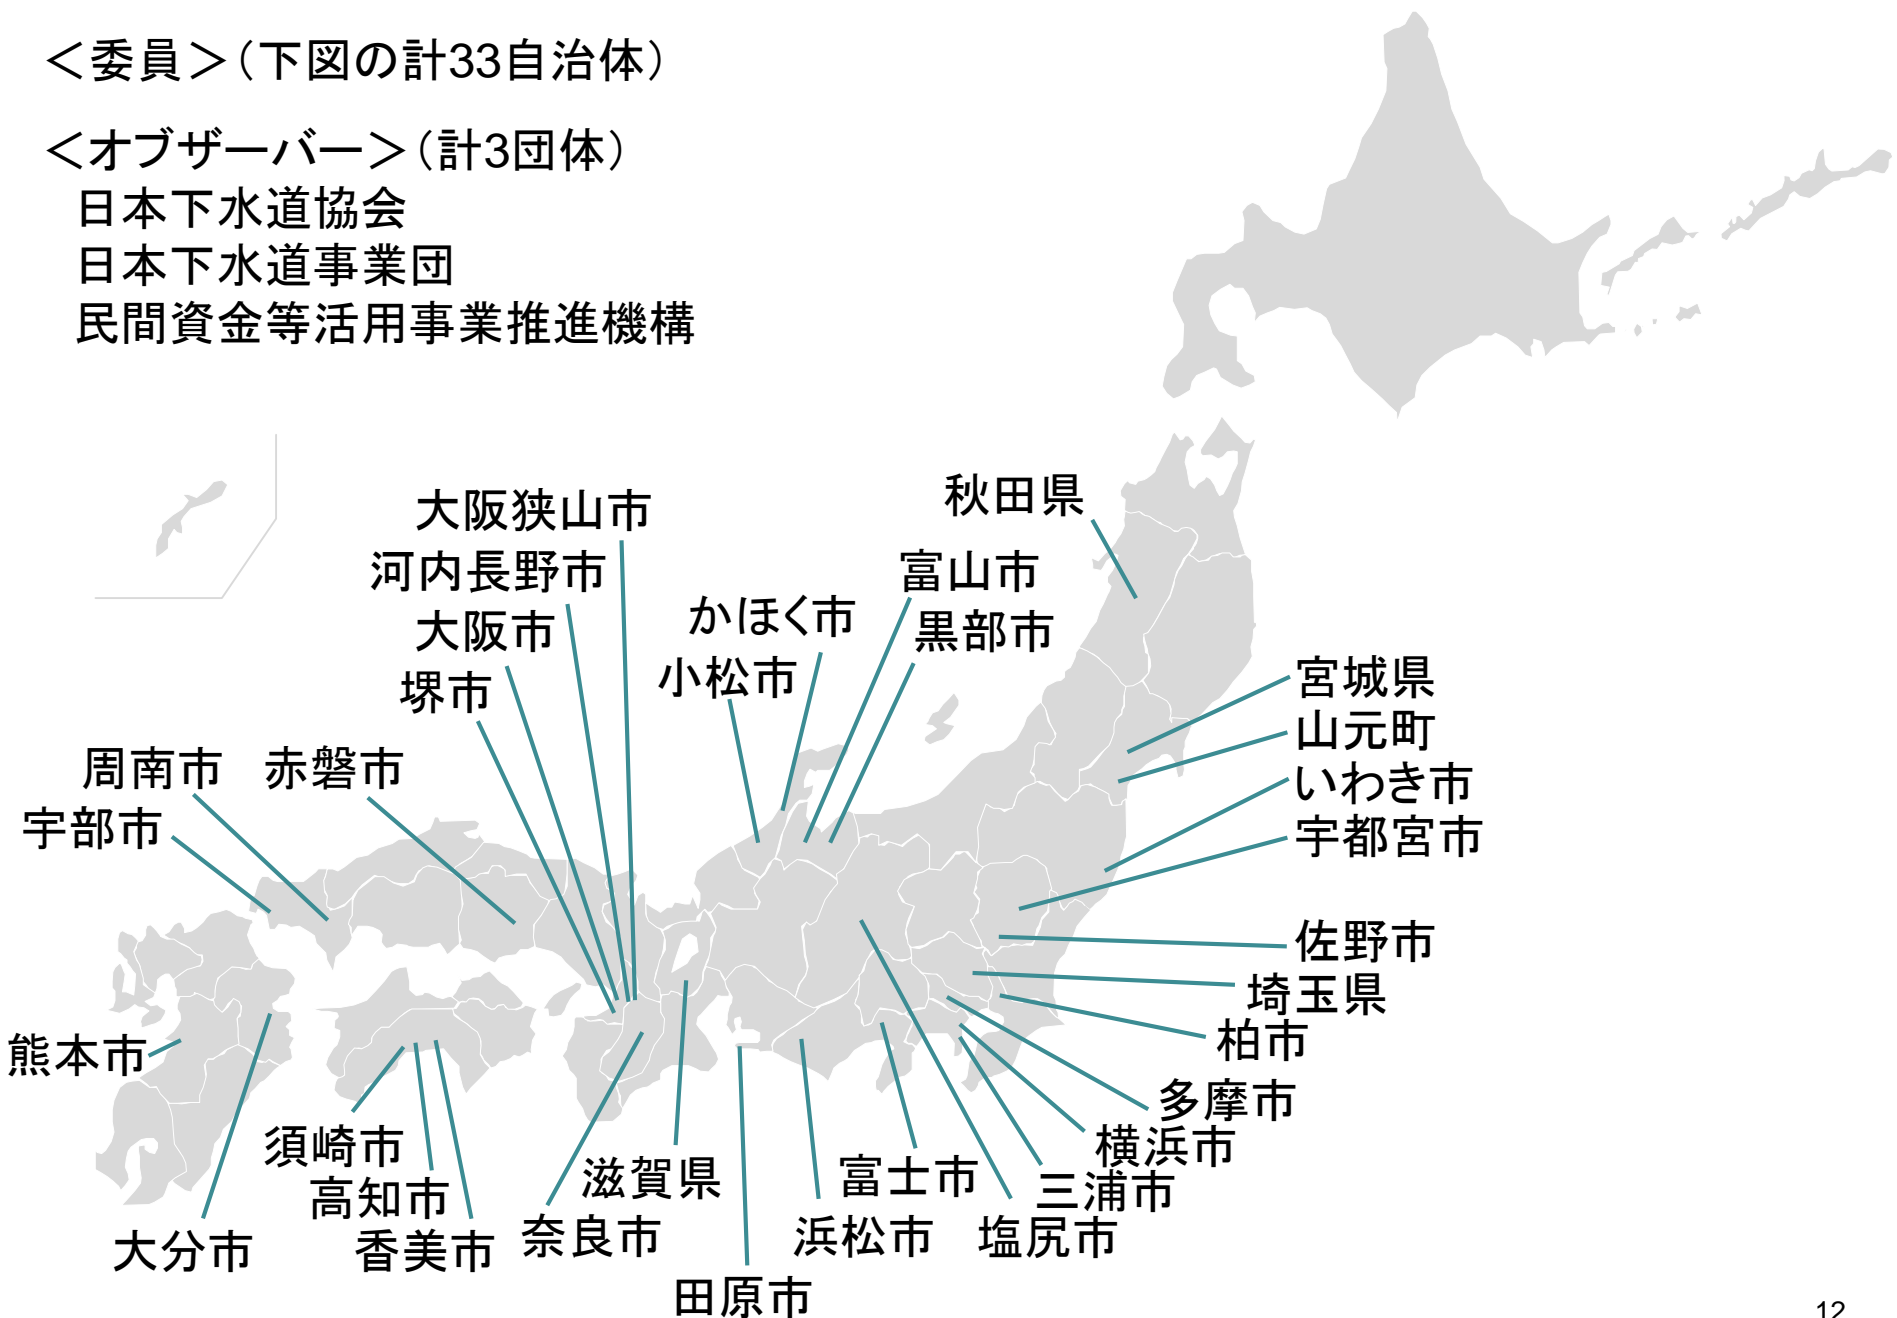 ＜委員＞（下図の計33自治体）
＜オブザーバー＞（計3団体）
日本下水道協会
日本下水道事業団
民間資金等活用事業推進機構
秋田県
大阪狭山市
河内長野市
大阪市
堺市
富山市
黒部市
かほく市
小松市
宮城県
山元町
いわき市
宇都宮市
周南市
赤磐市
宇部市
佐野市
埼玉県
柏市
熊本市
多摩市
横浜市
三浦市
須崎市
高知市
香美市
大分市
滋賀県
奈良市
富士市
浜松市
塩尻市
田原市
12